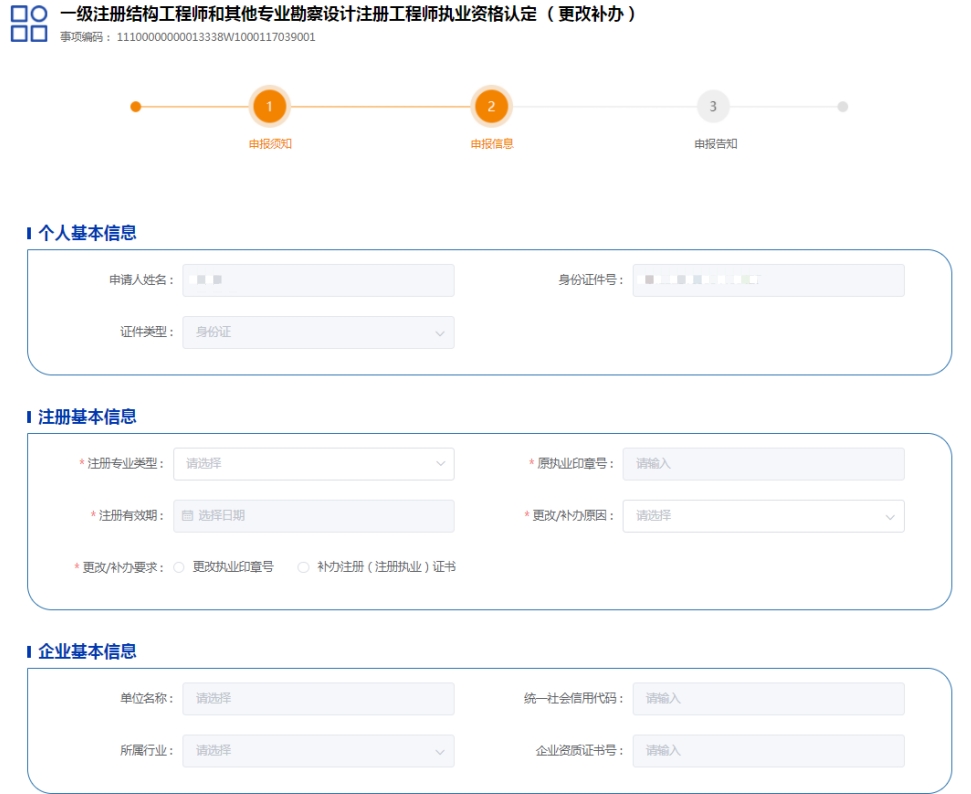 一级注册结构工程师和其他专业勘察设计注册工程师执业资格认定（更改补办）
事项编码：11100000000013338W1000117039001
1
2
3
申报须知
申报信息
申报告知
个人基本信息
申请人姓名：
身份证件号：
证件类型： 身份证
注册基本信息
* 注册专业类型： 请选择
* 原执业印章号： 请输入
* 注册有效期： 选择日期
* 更改/补办原因： 请选择
* 更改/补办要求： 更改执业印章号 补办注册（注册执业）证书
企业基本信息
单位名称： 请选择
统一社会信用代码： 请输入
所属行业： 请选择
企业资质证书号： 请输入